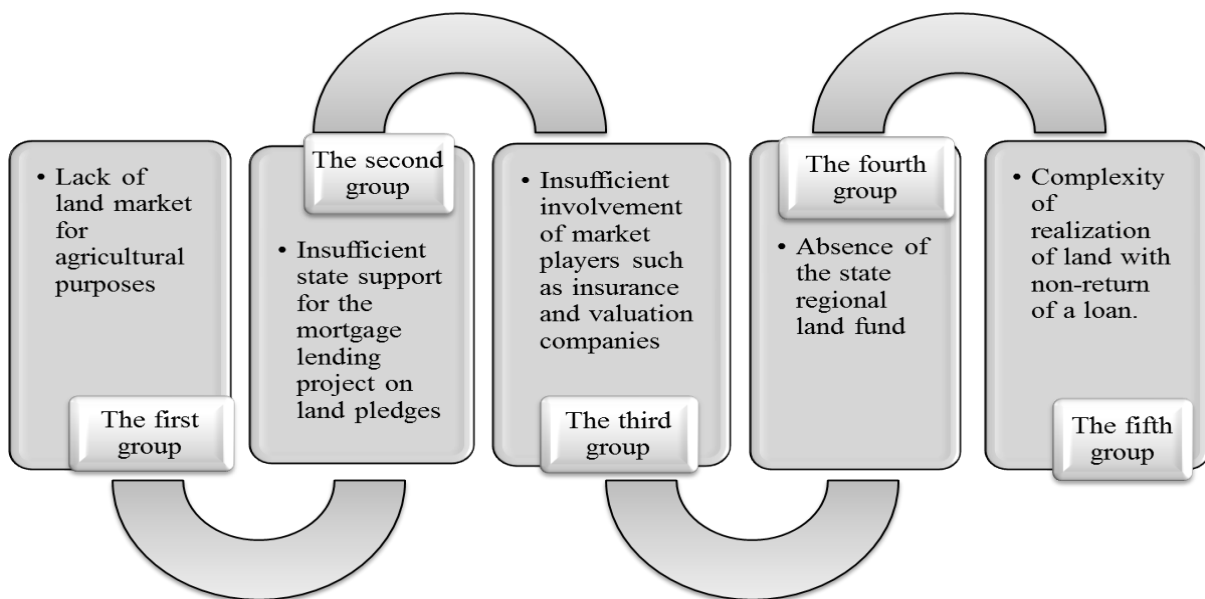 • Lack of
land market
for
agricultural
purposes
The first
group
The second
group
• Insufficient
state support
for the
mortgage
lending
project on
land pledges
• Insufficient
involvement
of market
players such
as insurance
and valuation
companies
The third
group
The fourth
group
• Absence of
the state
regional
land fund
• Complexity
of
realization
of land with
non-return
of a loan.
The fifth
group